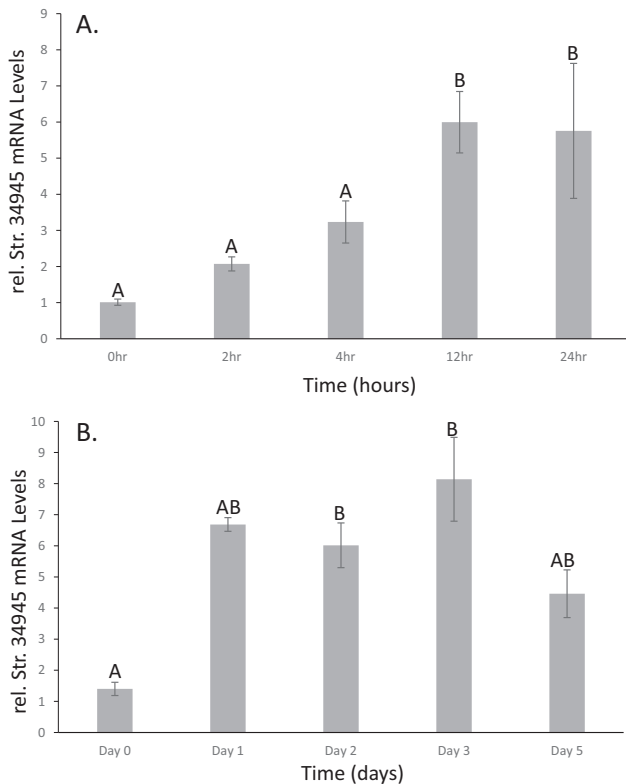 A.
rel. Str. 34945 mRNA Levels
9
8
7
6
5
4
3
2
1
0
A
A
A
B
B
0hr
2hr
4hr
12hr
24hr
Time (hours)
B.
rel. Str. 34945 mRNA Levels
10
9
8
7
6
5
4
3
2
1
0
A
AB
B
B
AB
Day 0
Day 1
Day 2
Day 3
Day 5
Time (days)